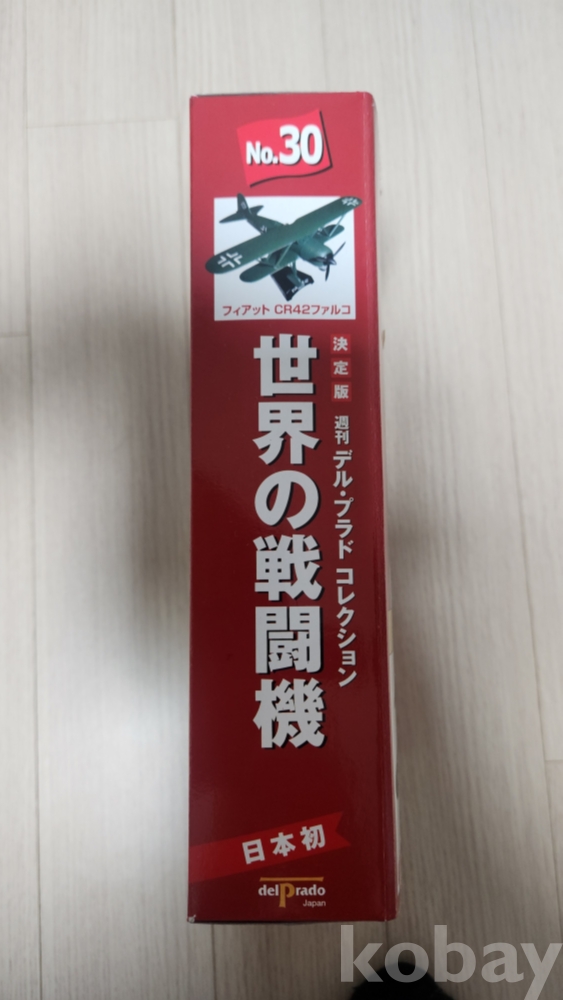 No.30
フィアット CR42ファルコ
決定版
週刊 デル・プラド コレクション
世界の戦闘機
日本初
delPrado
Japan
kobay